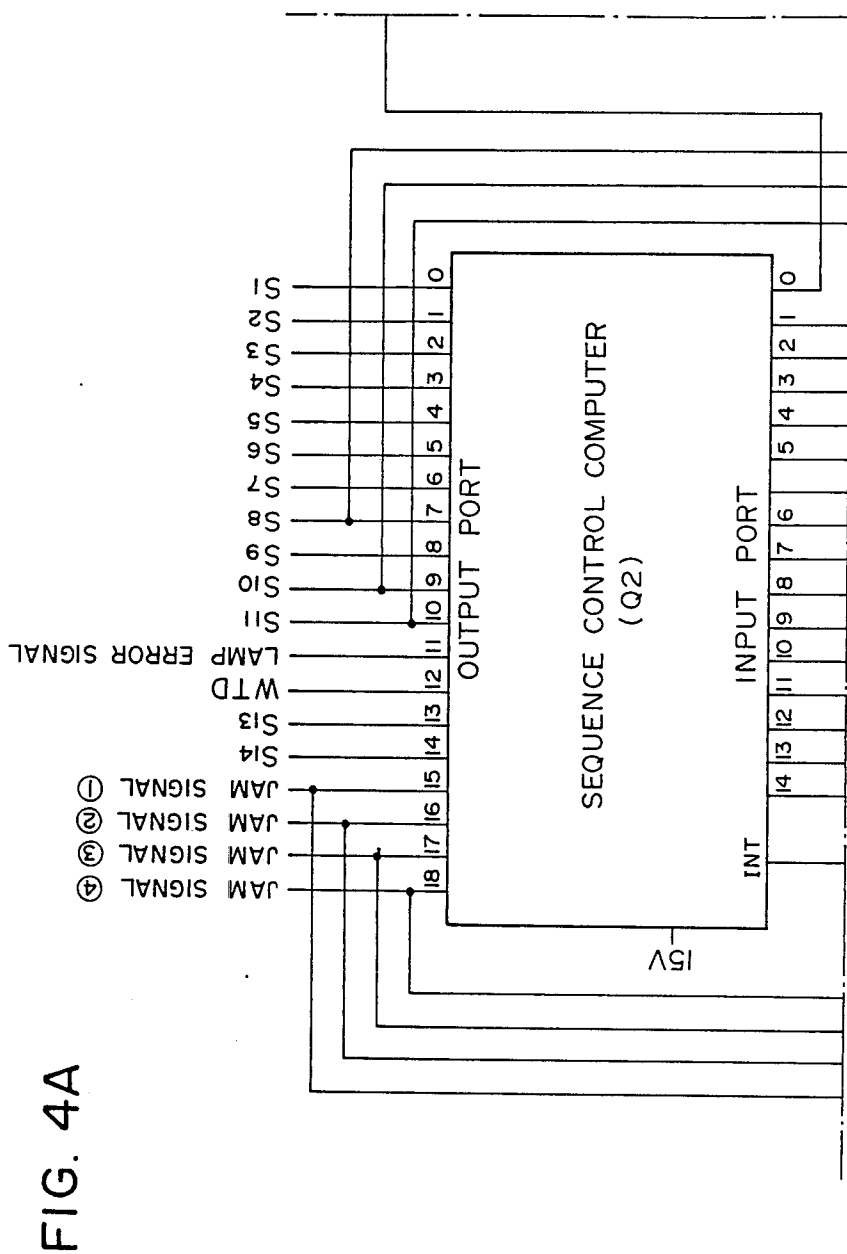 FIG. 4A
S1
S2
S3
S4
S5
S6
S7
S8
S9
S10
S11
LAMP ERROR SIGNAL
WTD
S13
S14
JAM SIGNAL ①
JAM SIGNAL ②
JAM SIGNAL ③
JAM SIGNAL ④
0
1
2
3
4
5
6
7
8
9
10
11
12
13
14
15
16
17
18
OUTPUT PORT
SEQUENCE CONTROL COMPUTER
(Q2)
15V
INPUT PORT
0
1
2
3
4
5
6
7
8
9
10
11
12
13
14
INT